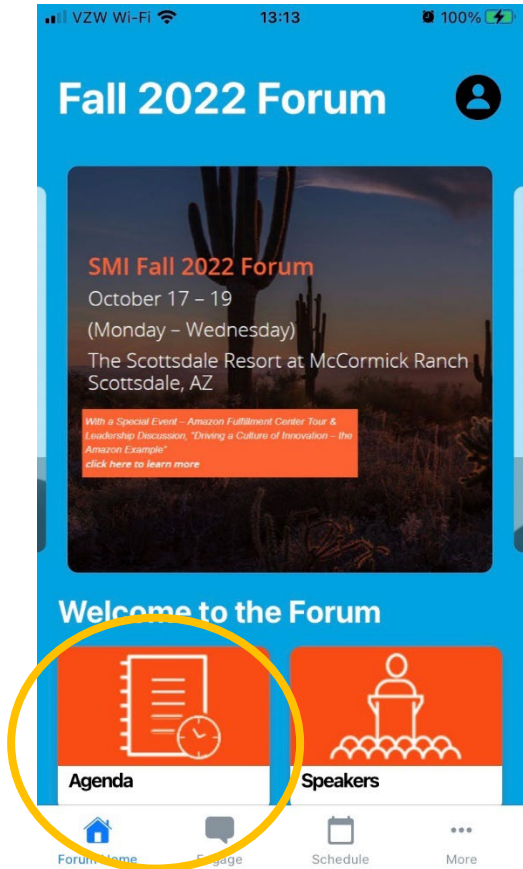 VZW Wi-Fi 13:13 100%
Fall 2022 Forum
SMI Fall 2022 Forum
October 17 – 19
(Monday – Wednesday)
The Scottsdale Resort at McCormick Ranch
Scottsdale, AZ
With a Special Event – Amazon Fulfillment Center Tour &
Leadership Discussion, "Driving a Culture of Innovation – the
Amazon Example"
click here to learn more
Welcome to the Forum
Agenda Speakers
Forum Home Engage Schedule More